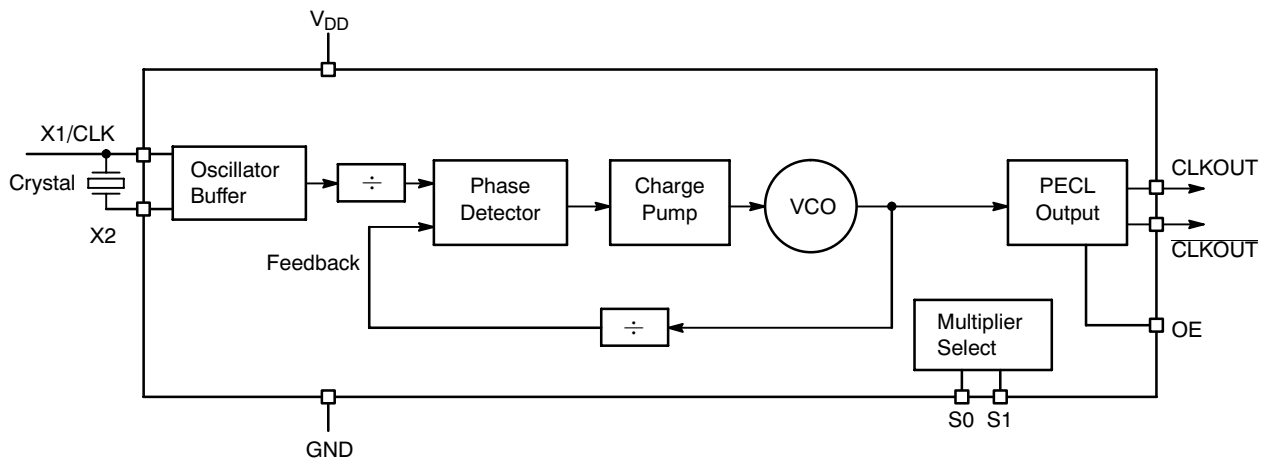 VDD
X1/CLK
Crystal
X2
Oscillator
Buffer
÷
Phase
Detector
Charge
Pump
VCO
PECL
Output
CLKOUT
CLKOUT
Feedback
÷
Multiplier
Select
OE
S0 S1
GND